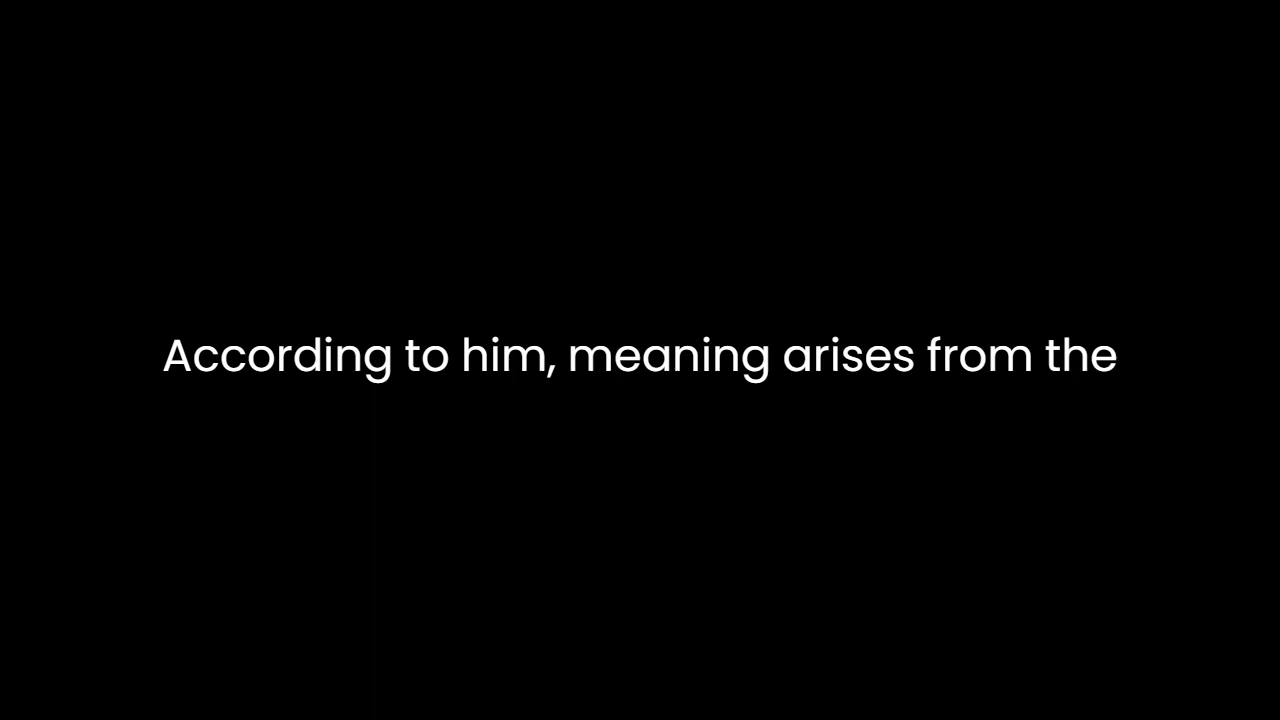 According to him, meaning arises from the